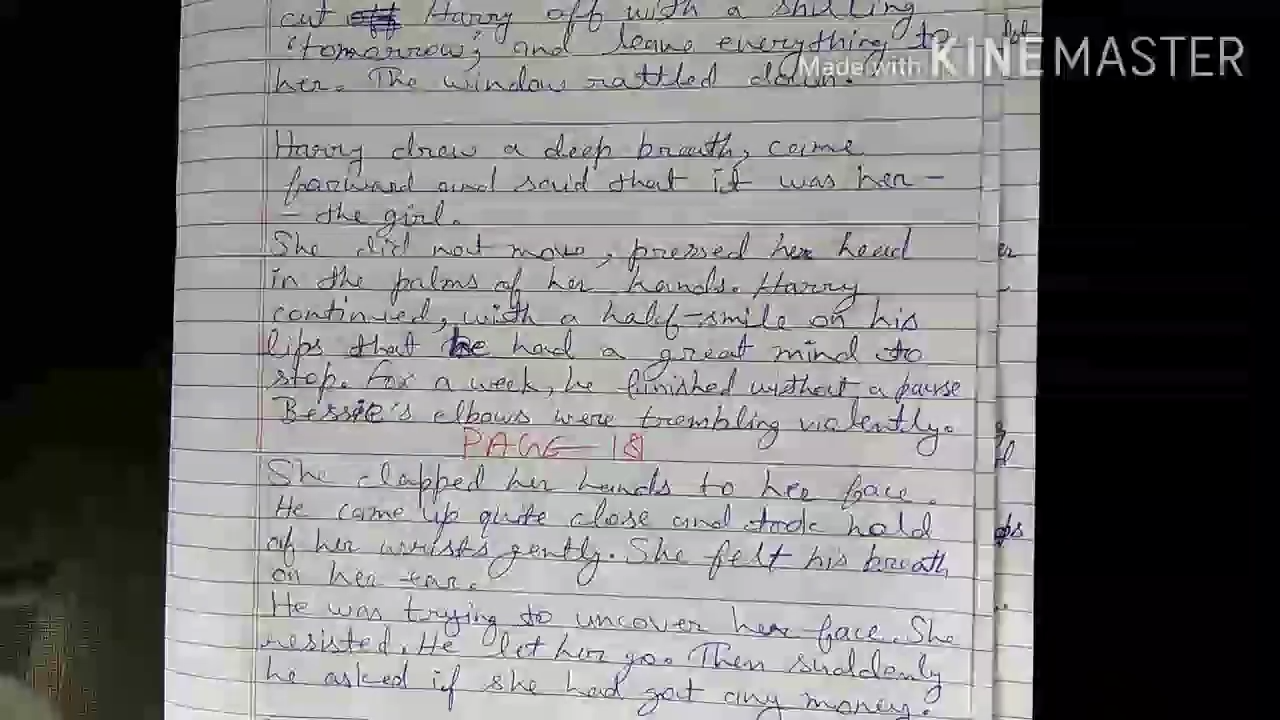 cut Harry off with a shilling
'tomorrow', and leave everything to
her. The window rattled down.
Made with KINEMASTER
Harry drew a deep breath, came
forward and said that it was her -
- the girl.
She did not move, pressed her head
in the palms of her hands. Harry
continued, with a half-smile on his
lips that he had a great mind to
stop. For a week, he finished without a pause
Bessie's elbows were trembling violently.
PAGE - 18
She clapped her hands to her face.
He came up quite close and took hold
of her wrists gently. She felt his breath
on her ear.
He was trying to uncover her face. She
resisted. He let her go. Then suddenly
he asked if she had got any money.